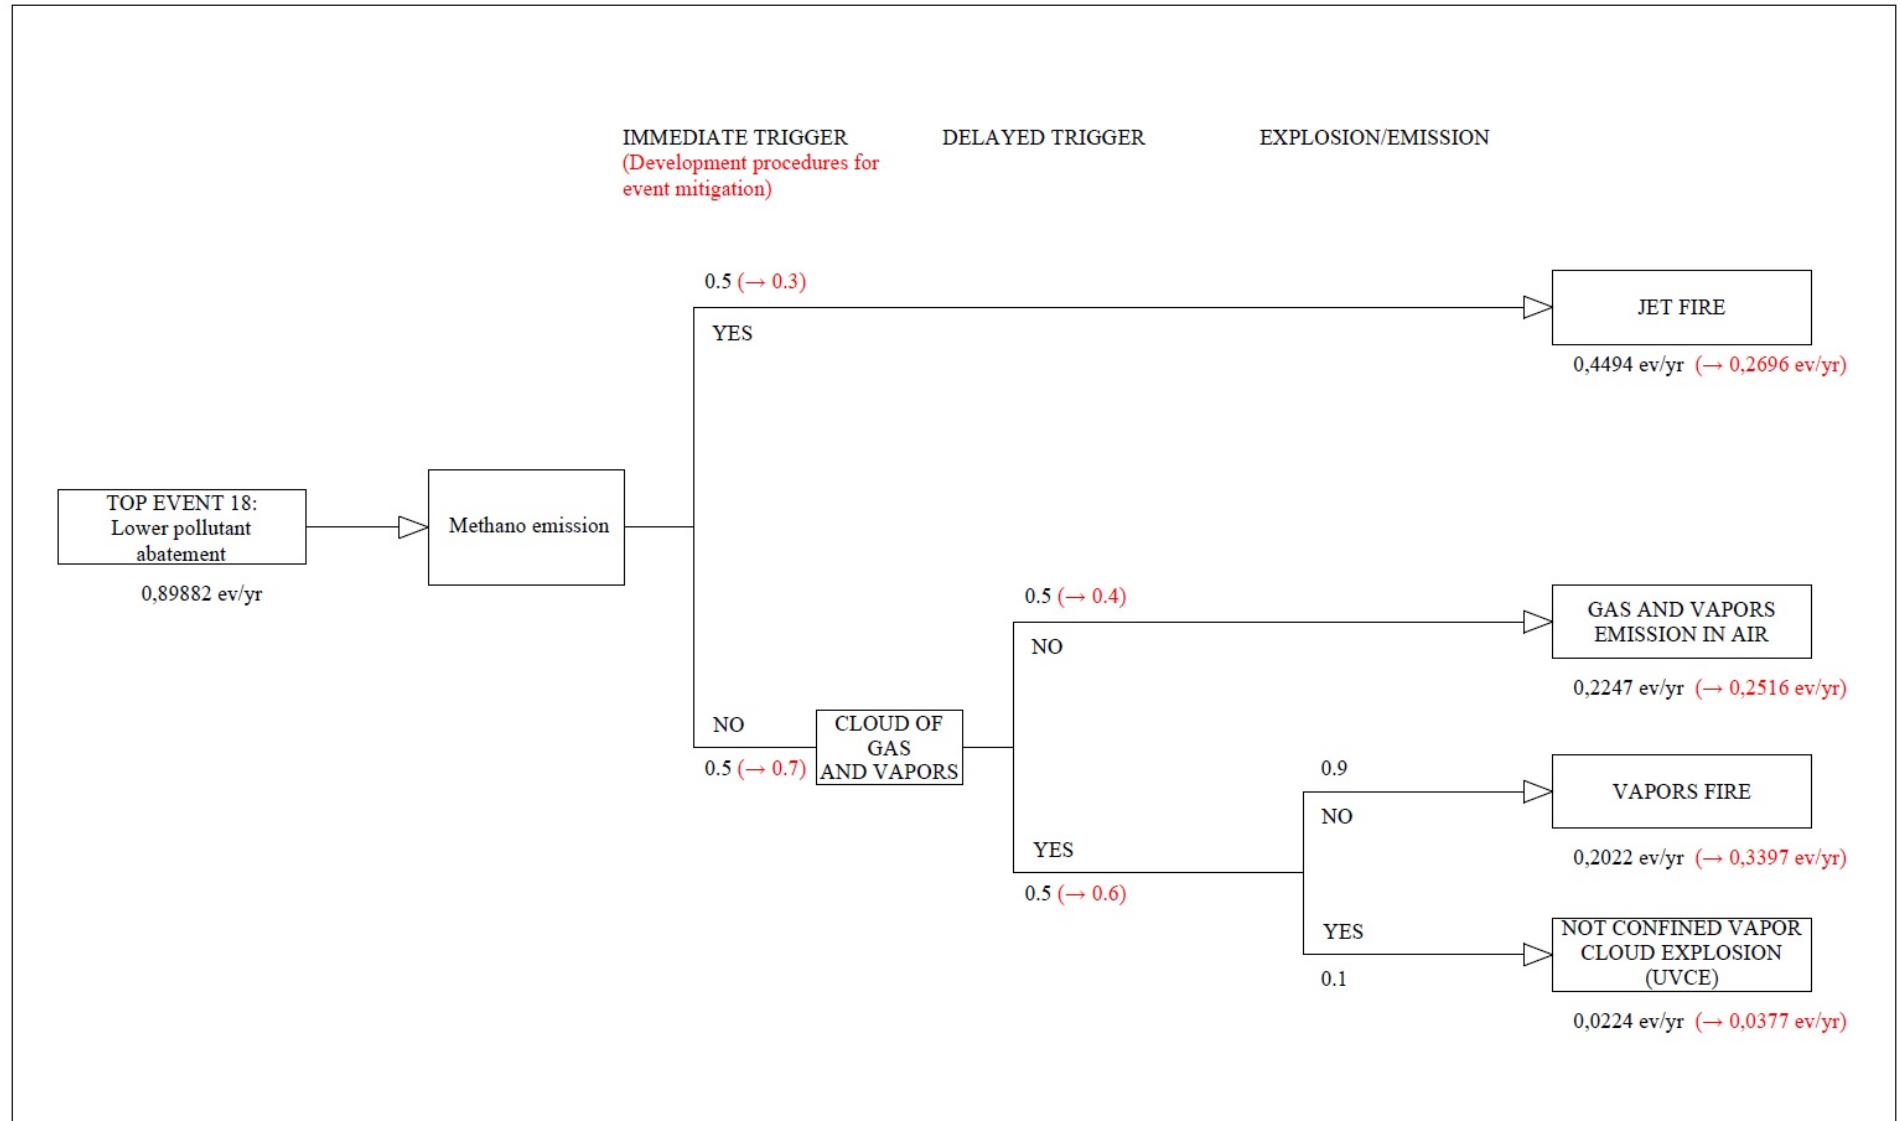 IMMEDIATE TRIGGER
(Development procedures for
event mitigation)
DELAYED TRIGGER
EXPLOSION/EMISSION
0.5 (→ 0.3)
YES
JET FIRE
0,4494 ev/yr (→ 0,2696 ev/yr)
TOP EVENT 18:
Lower pollutant
abatement
0,89882 ev/yr
Methano emission
0.5 (→ 0.4)
NO
GAS AND VAPORS
EMISSION IN AIR
0,2247 ev/yr (→ 0,2516 ev/yr)
NO
0.5 (→ 0.7)
CLOUD OF
GAS
AND VAPORS
0.9
NO
VAPORS FIRE
0,2022 ev/yr (→ 0,3397 ev/yr)
YES
0.5 (→ 0.6)
YES
0.1
NOT CONFINED VAPOR
CLOUD EXPLOSION
(UVCE)
0,0224 ev/yr (→ 0,0377 ev/yr)